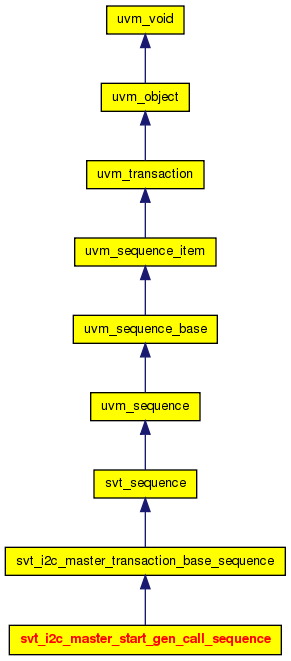 uvm_void
uvm_object
uvm_transaction
uvm_sequence_item
uvm_sequence_base
uvm_sequence
svt_sequence
svt_i2c_master_transaction_base_sequence
svt_i2c_master_start_gen_call_sequence